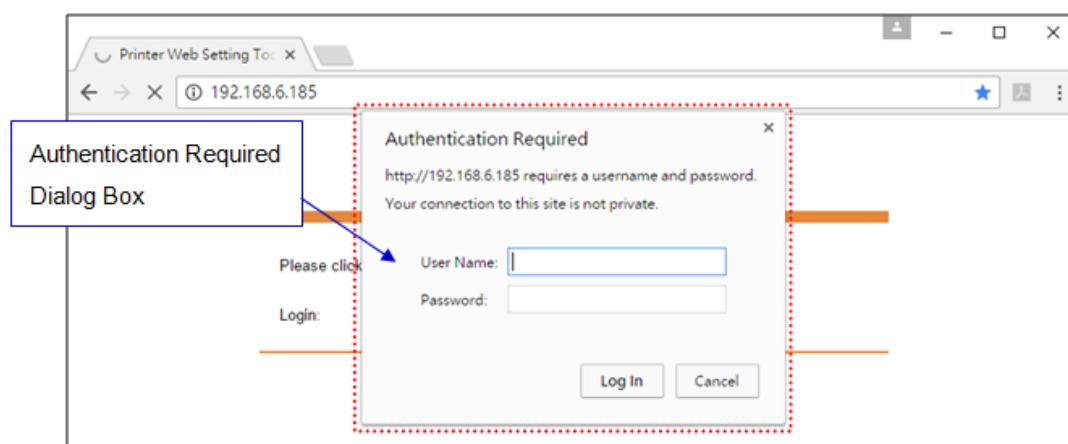 Printer Web Setting Toc
192.168.6.185
Authentication Required
Dialog Box
Authentication Required
http://192.168.6.185 requires a username and password.
Your connection to this site is not private.
Please click
User Name:
Password:
Login:
Log In
Cancel